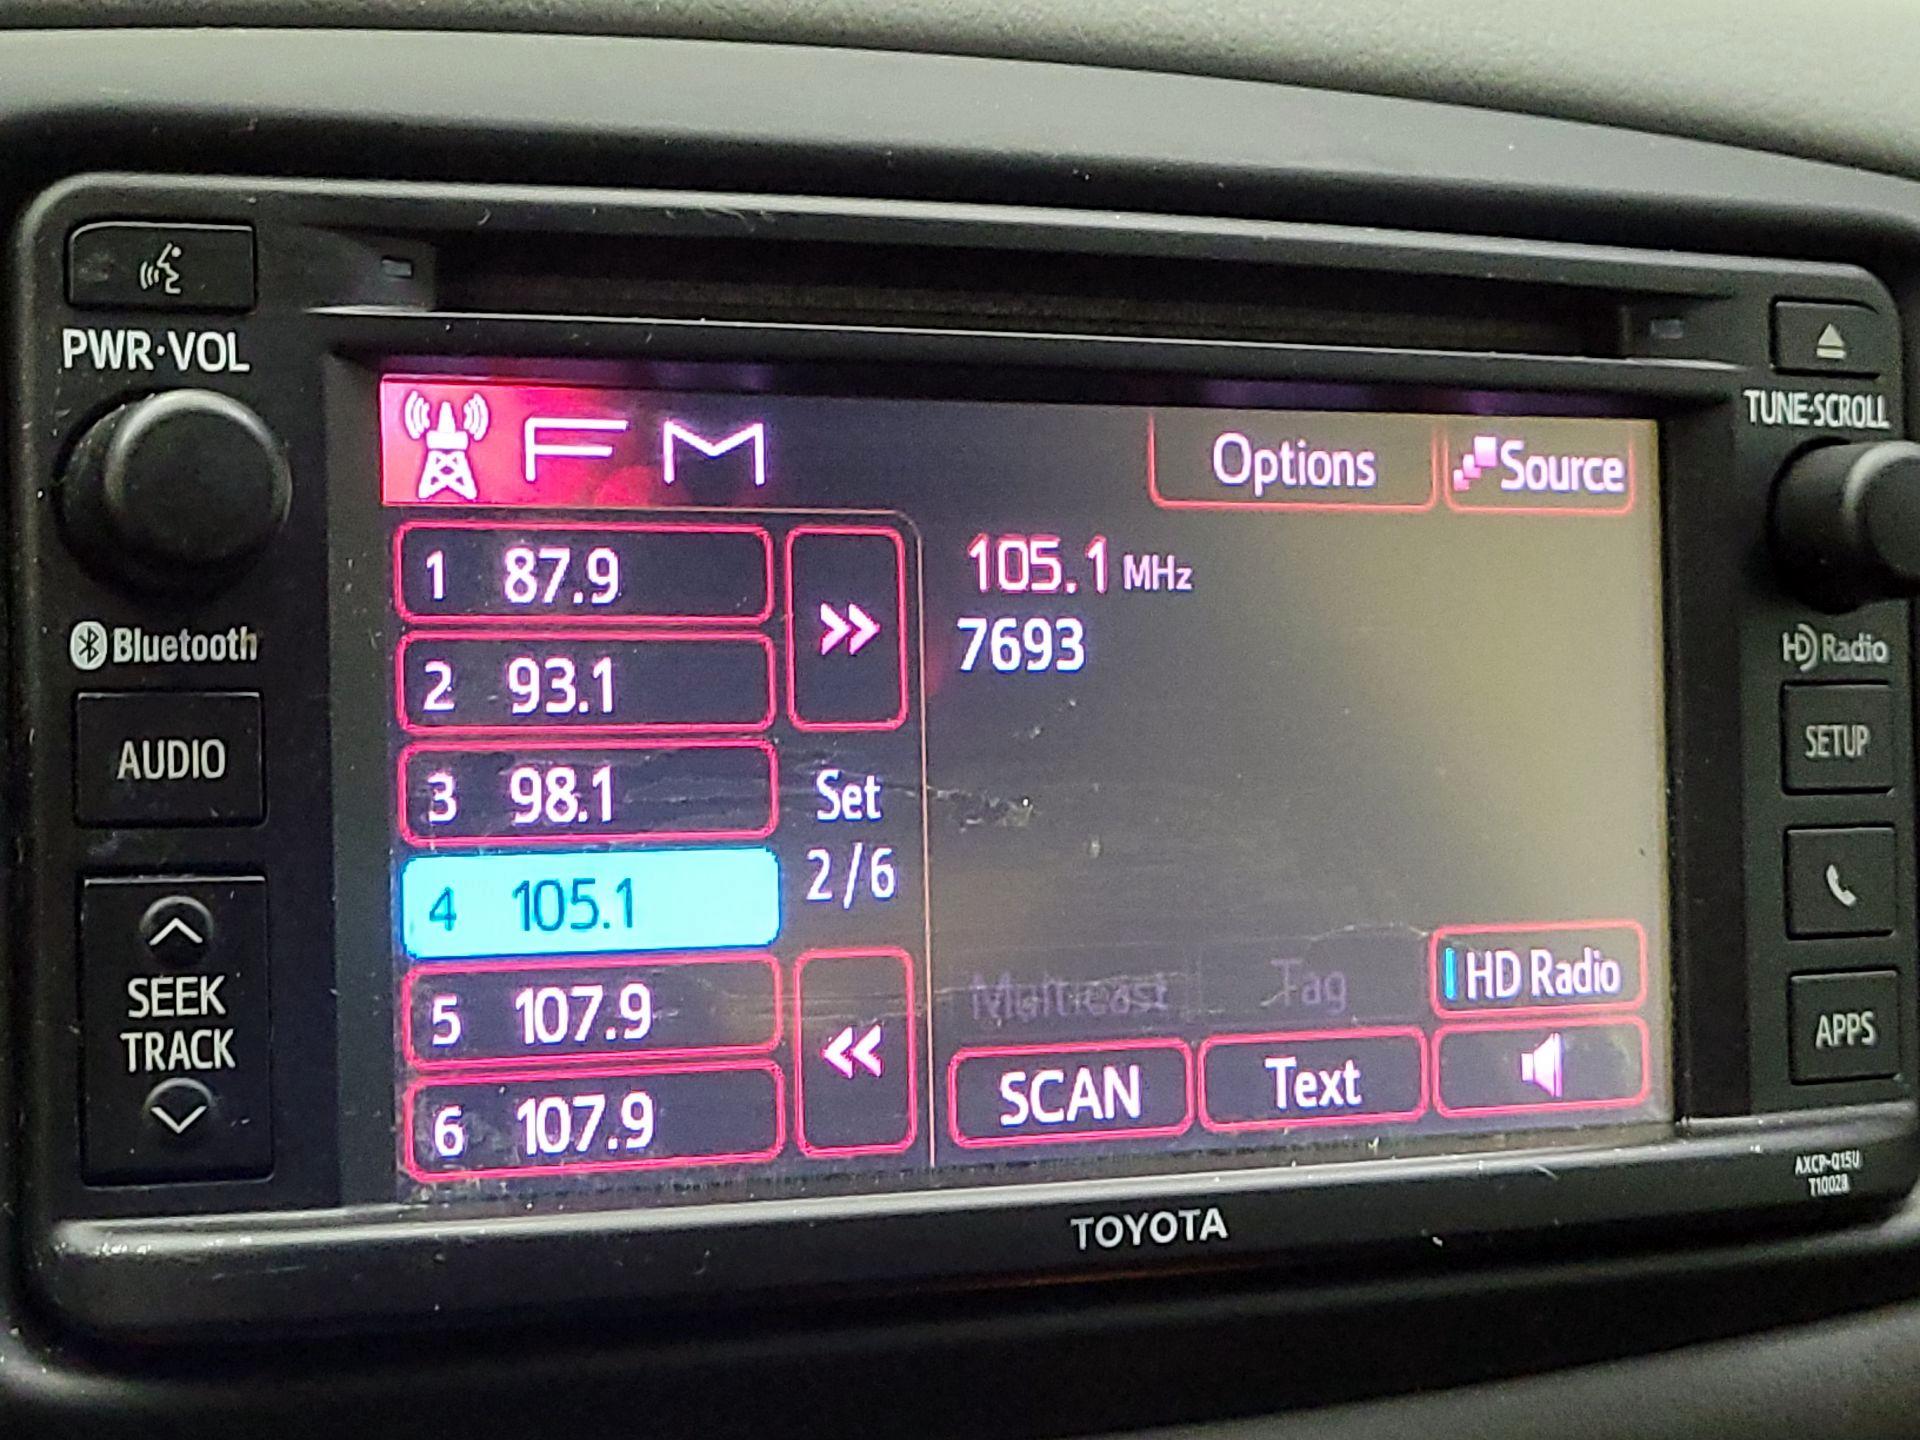 PWR·VOL
Bluetooth
AUDIO
SEEK
TRACK
FM
Options
Source
1 87.9
2 93.1
3 98.1
4 105.1
5 107.9
6 107.9
Set
2/6
105.1 MHz
7693
Multicast
Tag
HD Radio
SCAN
Text
TUNE·SCROLL
HD Radio
SETUP
APPS
AXCP-Q15U
T10028
TOYOTA